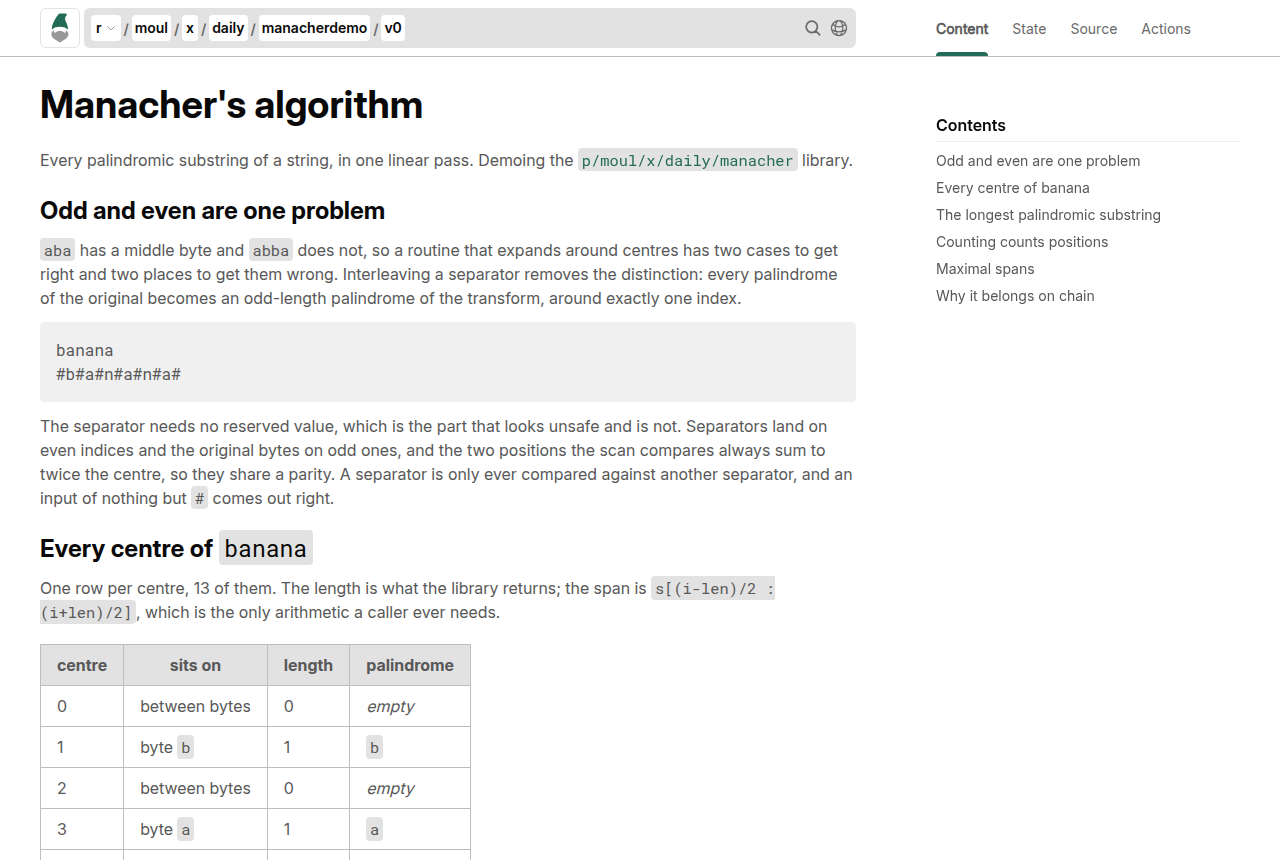 r / moul / x / daily / manacherdemo / v0
Content State Source Actions
Manacher's algorithm
Every palindromic substring of a string, in one linear pass. Demoing the p/moul/x/daily/manacher library.
Odd and even are one problem
aba has a middle byte and abba does not, so a routine that expands around centres has two cases to get
right and two places to get them wrong. Interleaving a separator removes the distinction: every palindrome
of the original becomes an odd-length palindrome of the transform, around exactly one index.
banana
#b#a#n#a#n#a#
The separator needs no reserved value, which is the part that looks unsafe and is not. Separators land on
even indices and the original bytes on odd ones, and the two positions the scan compares always sum to
twice the centre, so they share a parity. A separator is only ever compared against another separator, and an
input of nothing but # comes out right.
Every centre of banana
One row per centre, 13 of them. The length is what the library returns; the span is s[(i-len)/2 :
(i+len)/2], which is the only arithmetic a caller ever needs.
centre sits on length palindrome
0 between bytes 0 empty
1 byte b 1 b
2 between bytes 0 empty
3 byte a 1 a
Contents
Odd and even are one problem
Every centre of banana
The longest palindromic substring
Counting counts positions
Maximal spans
Why it belongs on chain